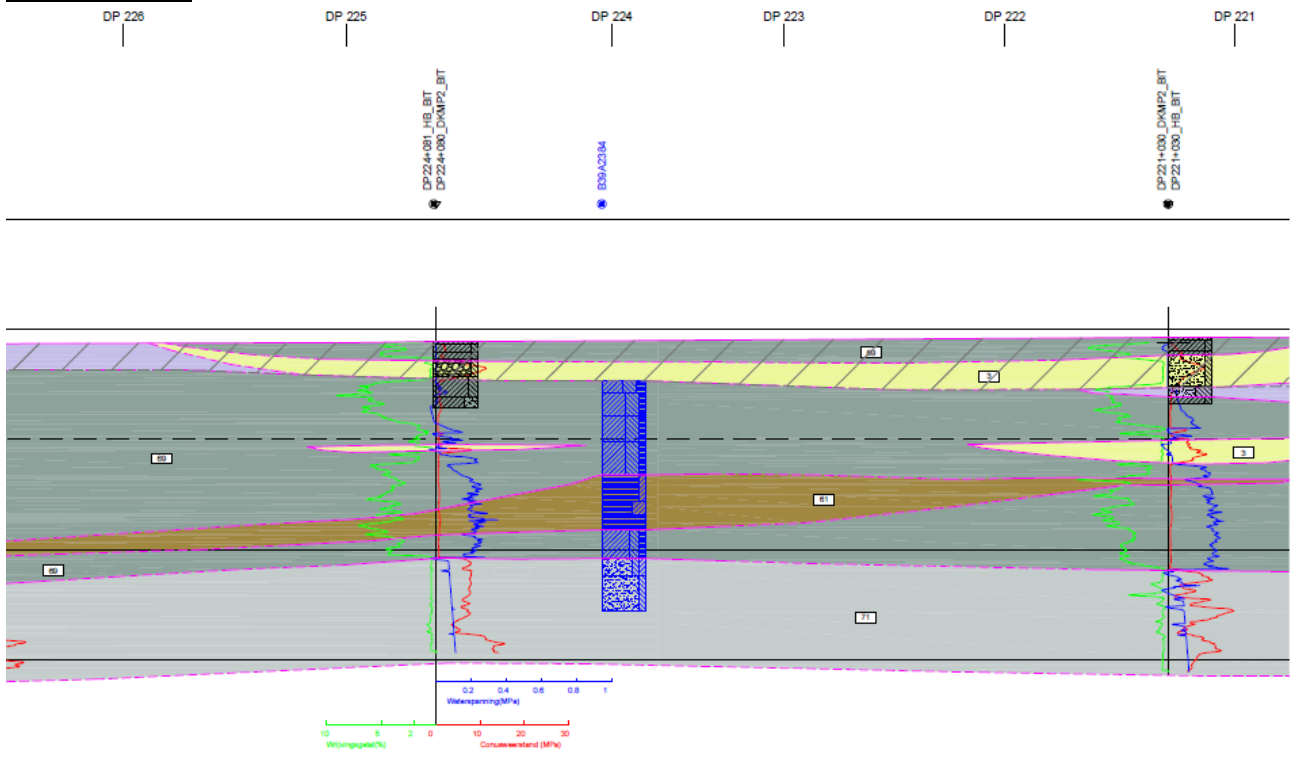 DP 226
DP 225
DP 224
DP 223
DP 222
DP 221
DP224+081_HB_BIT
DP224+080_DKMP2_BIT
B39A2384
DP221+030_DKMP2_BIT
DP221+030_HB_BIT
3
69
3
61
69
71
0.2 0.4 0.6 0.8 1
Waterspanning(MPa)
10 5 2 0 10 20 30
Wrijvingsgetal(%)
Conusweerstand (MPa)